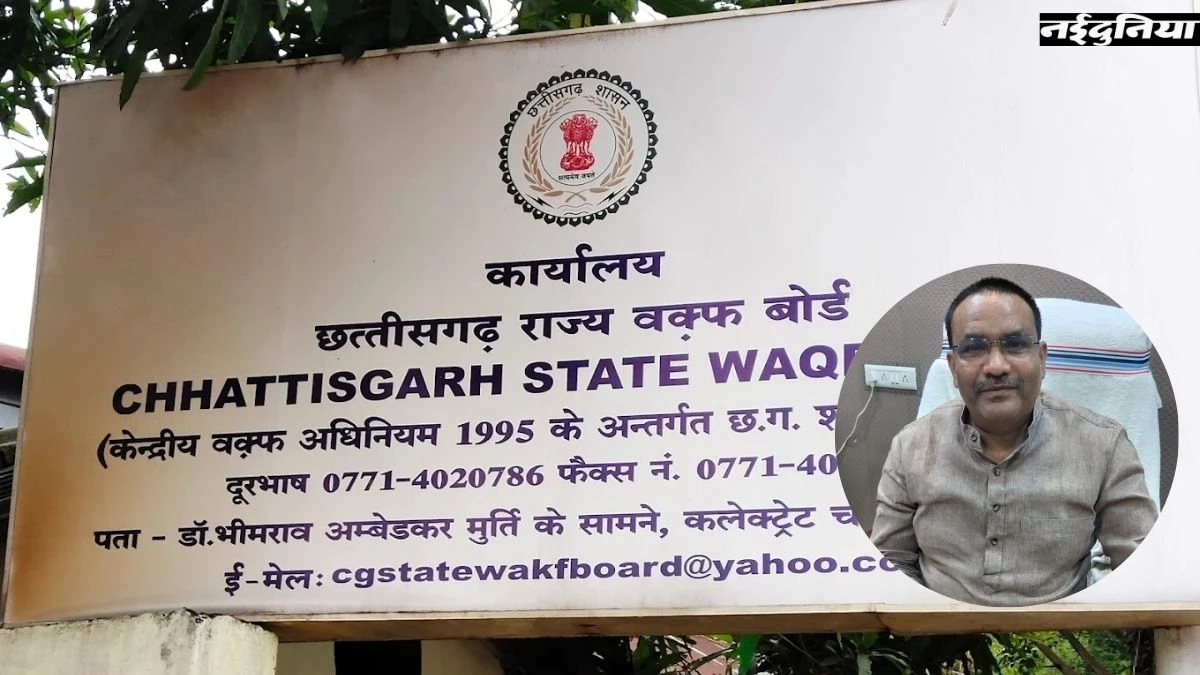 नईदुनिया
छत्तीसगढ़ शासन
सत्यमेव जयते
कार्यालय
छत्तीसगढ़ राज्य वक़्फ बोर्ड
CHHATTISGARH STATE WAQF
(केन्द्रीय वक़्फ अधिनियम 1995 के अन्तर्गत छ.ग.
दूरभाष 0771-4020786 फैक्स नं. 0771-40
पता - डॉ.भीमराव अम्बेडकर मुर्ति के सामने, कलेक्ट्रेट
ई-मेल: cgstatewakfboard@yahoo.co